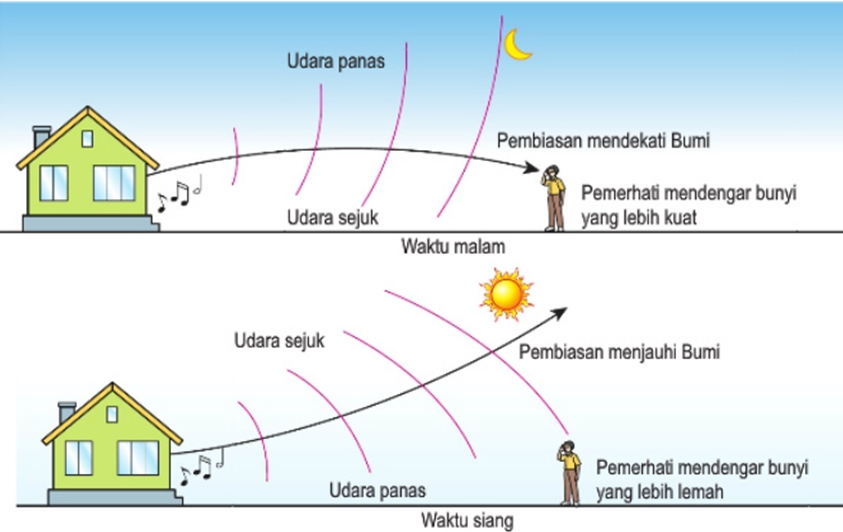 Udara panas
Pembiasan mendekati Bumi
Pemerhati mendengar bunyi
yang lebih kuat
Udara sejuk
Waktu malam
Udara sejuk
Pembiasan menjauhi Bumi
Pemerhati mendengar bunyi
yang lebih lemah
Udara panas
Waktu siang